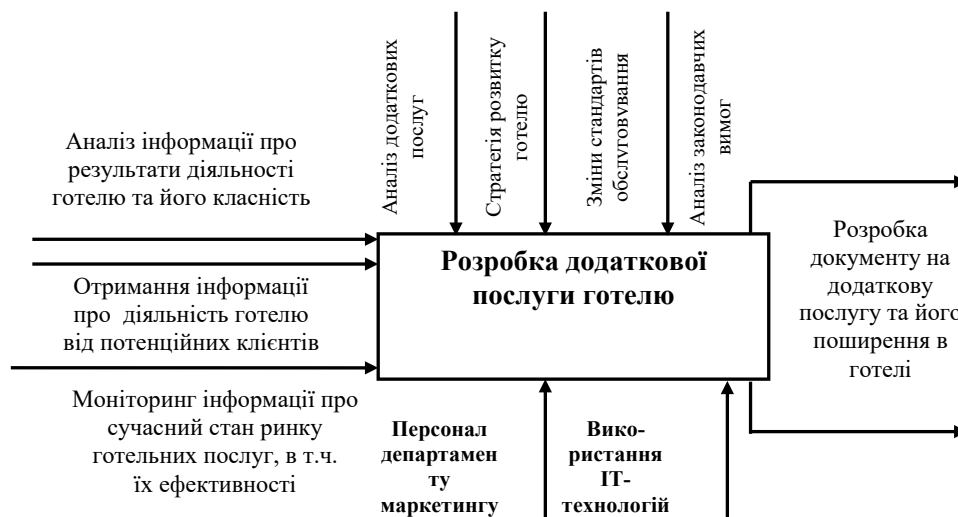 Аналіз додаткових
послуг
Стратегія розвитку
готелю
Зміни стандартів
обслуговування
Аналіз законодавчих
вимог
Аналіз інформації про
результати діяльності
готелю та його класність
Отримання інформації
про діяльність готелю
від потенційних клієнтів
Моніторинг інформації про
сучасний стан ринку
готельних послуг, в т.ч.
їх ефективності
Розробка додаткової
послуги готелю
Персонал
департамен
ту
маркетингу
Вико-
ристання
ІТ-
технологій
Розробка
документу на
додаткову
послугу та його
поширення в
готелі